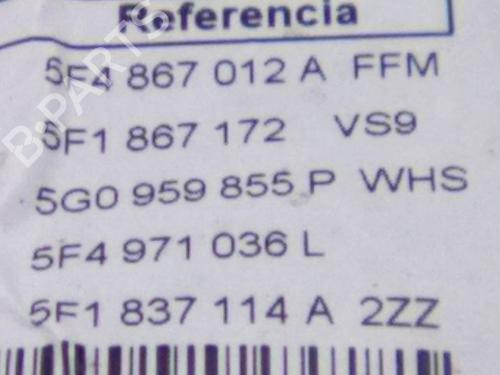 Referencia
5F4 867 012 A FFM
5F1 867 172 VS9
5G0 959 855 P WHS
5F4 971 036 L
5F1 837 114 A 2ZZ
B-PARTS